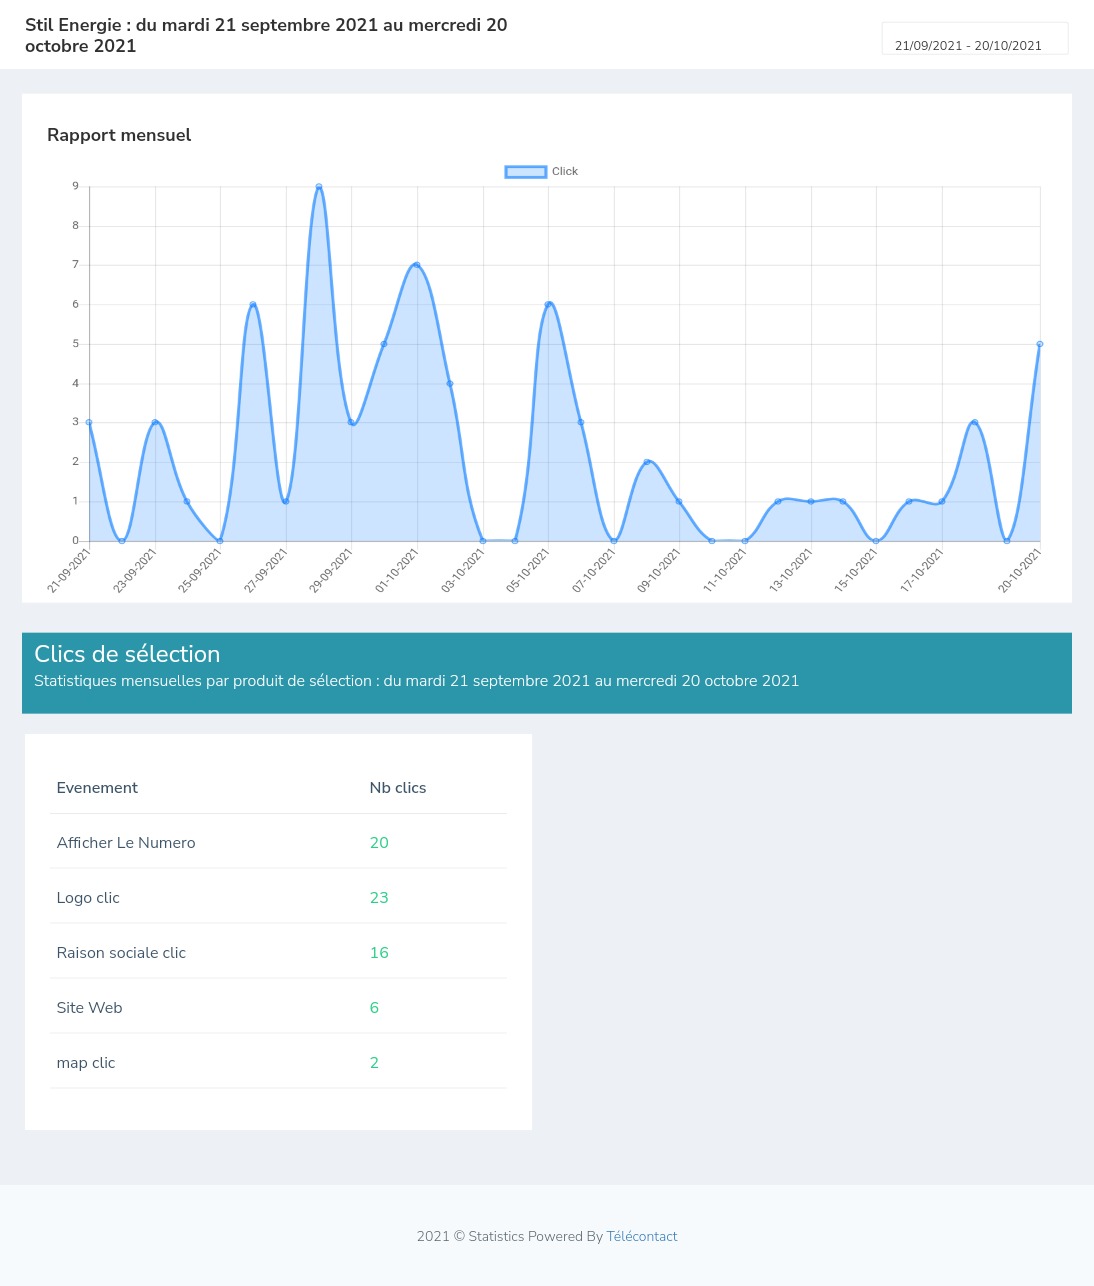 Stil Energie : du mardi 21 septembre 2021 au mercredi 20
octobre 2021
21/09/2021 - 20/10/2021
Rapport mensuel
Click
9
8
7
6
5
4
3
2
1
0
21-09-2021
23-09-2021
25-09-2021
27-09-2021
29-09-2021
01-10-2021
03-10-2021
05-10-2021
07-10-2021
09-10-2021
11-10-2021
13-10-2021
15-10-2021
17-10-2021
20-10-2021
Clics de sélection
Statistiques mensuelles par produit de sélection : du mardi 21 septembre 2021 au mercredi 20 octobre 2021
Evenement Nb clics
Afficher Le Numero 20
Logo clic 23
Raison sociale clic 16
Site Web 6
map clic 2
2021 © Statistics Powered By Télécontact